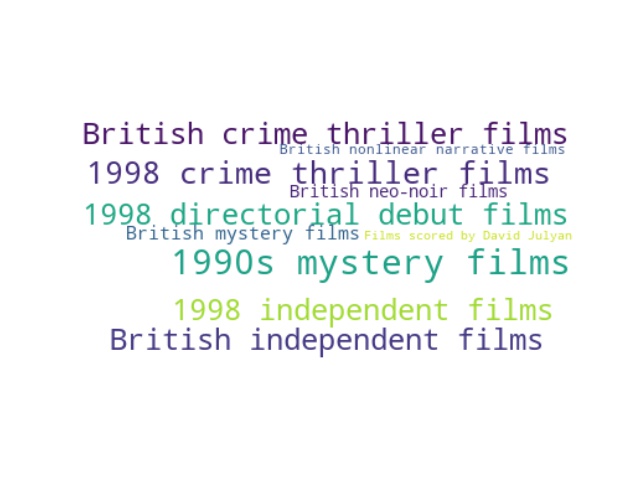 British crime thriller films
British nonlinear narrative films
1998 crime thriller films
British neo-noir films
1998 directorial debut films
British mystery films
Films scored by David Julyan
1990s mystery films
1998 independent films
British independent films